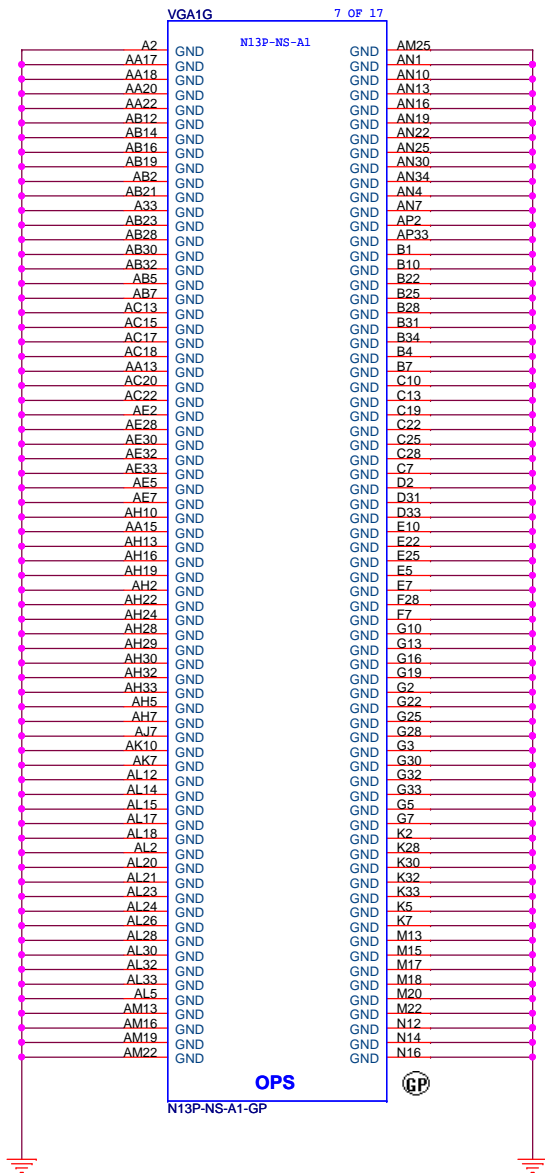 VGA1G 7 OF 17
N13P-NS-A1
A2 GND GND AM25
AA17 GND GND AN1
AA18 GND GND AN10
AA20 GND GND AN13
AA22 GND GND AN16
AB12 GND GND AN19
AB14 GND GND AN22
AB16 GND GND AN25
AB19 GND GND AN30
AB2 GND GND AN34
AB21 GND GND AN4
A33 GND GND AN7
AB23 GND GND AP2
AB28 GND GND AP33
AB30 GND GND B1
AB32 GND GND B10
AB5 GND GND B22
AB7 GND GND B25
AC13 GND GND B28
AC15 GND GND B31
AC17 GND GND B34
AC18 GND GND B4
AA13 GND GND B7
AC20 GND GND C10
AC22 GND GND C13
AE2 GND GND C19
AE28 GND GND C22
AE30 GND GND C25
AE32 GND GND C28
AE33 GND GND C7
AE5 GND GND D2
AE7 GND GND D31
AH10 GND GND D33
AA15 GND GND E10
AH13 GND GND E22
AH16 GND GND E25
AH19 GND GND E5
AH2 GND GND E7
AH22 GND GND F28
AH24 GND GND F7
AH28 GND GND G10
AH29 GND GND G13
AH30 GND GND G16
AH32 GND GND G19
AH33 GND GND G2
AH5 GND GND G22
AH7 GND GND G25
AJ7 GND GND G28
AK10 GND GND G3
AK7 GND GND G30
AL12 GND GND G32
AL14 GND GND G33
AL15 GND GND G5
AL17 GND GND G7
AL18 GND GND K2
AL2 GND GND K28
AL20 GND GND K30
AL21 GND GND K32
AL23 GND GND K33
AL24 GND GND K5
AL26 GND GND K7
AL28 GND GND M13
AL30 GND GND M15
AL32 GND GND M17
AL33 GND GND M18
AL5 GND GND M20
AM13 GND GND M22
AM16 GND GND N12
AM19 GND GND N14
AM22 GND GND N16
OPS GP
N13P-NS-A1-GP